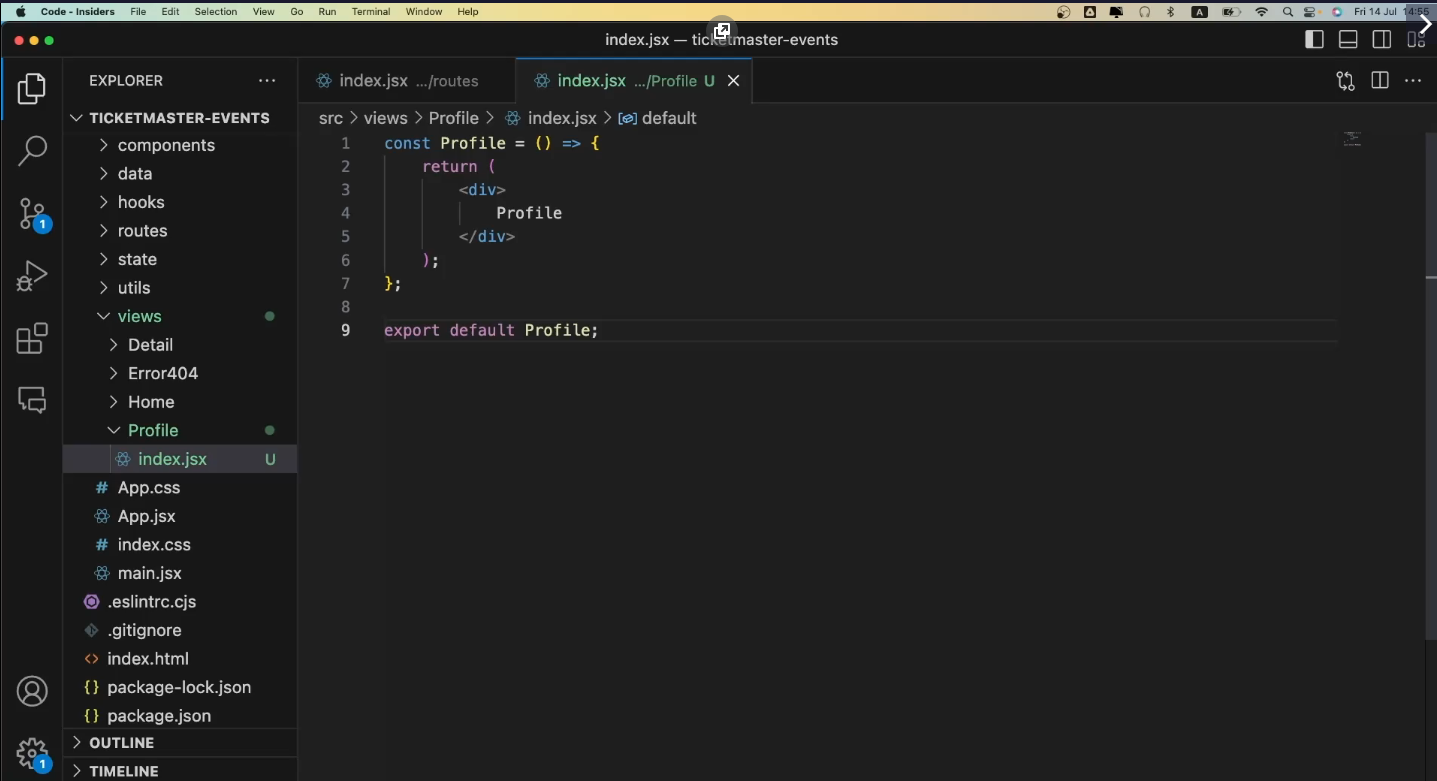 Code - Insiders File Edit Selection View Go Run Terminal Window Help A Fri 14 Jul 14:55
index.jsx — ticketmaster-events
EXPLORER
index.jsx .../routes
index.jsx .../Profile U
TICKETMASTER-EVENTS
src > views > Profile > index.jsx > default
components
data
hooks
routes
state
utils
views
Detail
Error404
Home
Profile
index.jsx U
# App.css
App.jsx
# index.css
main.jsx
.eslintrc.cjs
.gitignore
<> index.html
{} package-lock.json
{} package.json
OUTLINE
TIMELINE
1
1
1 const Profile = () => {
2 return (
3 <div>
4 Profile
5 </div>
6 );
7 };
8
9 export default Profile;